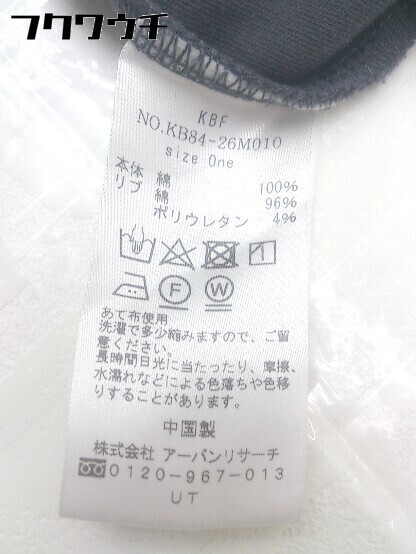 フクワウチ
KBF
NO.KB84-26M010
size One
本体 綿 100%
リブ 綿 96%
ポリウレタン 4%
F W
あて布使用
洗濯で多少縮みますので、ご留
意ください。
長時間日光に当たったり、摩擦、
水濡れなどによる色落ちや色移
りすることがあります。
中国製
株式会社 アーバンリサーチ
0120-967-013
UT